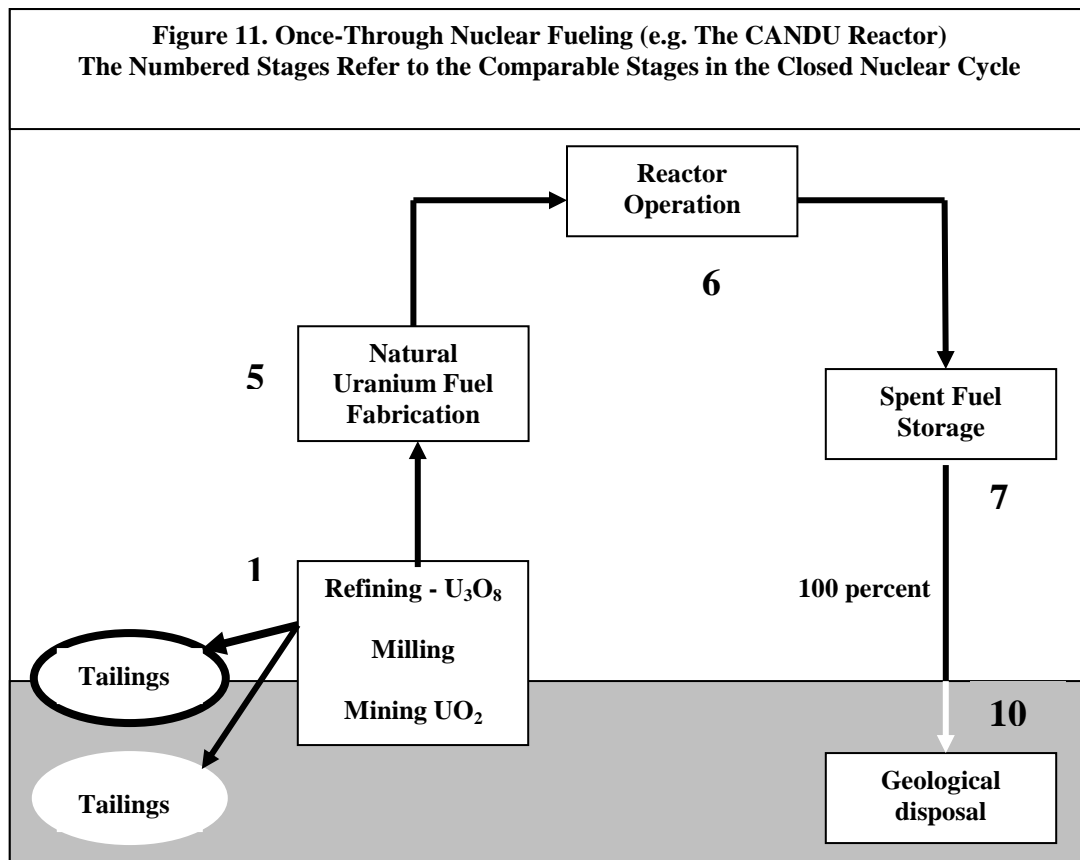 Figure 11. Once-Through Nuclear Fueling (e.g. The CANDU Reactor)
The Numbered Stages Refer to the Comparable Stages in the Closed Nuclear Cycle
Reactor
Operation
6
5
Natural
Uranium Fuel
Fabrication
Spent Fuel
Storage
7
1
Refining - U₃O₈
Milling
Mining UO₂
100 percent
Tailings
Tailings
10
Geological
disposal